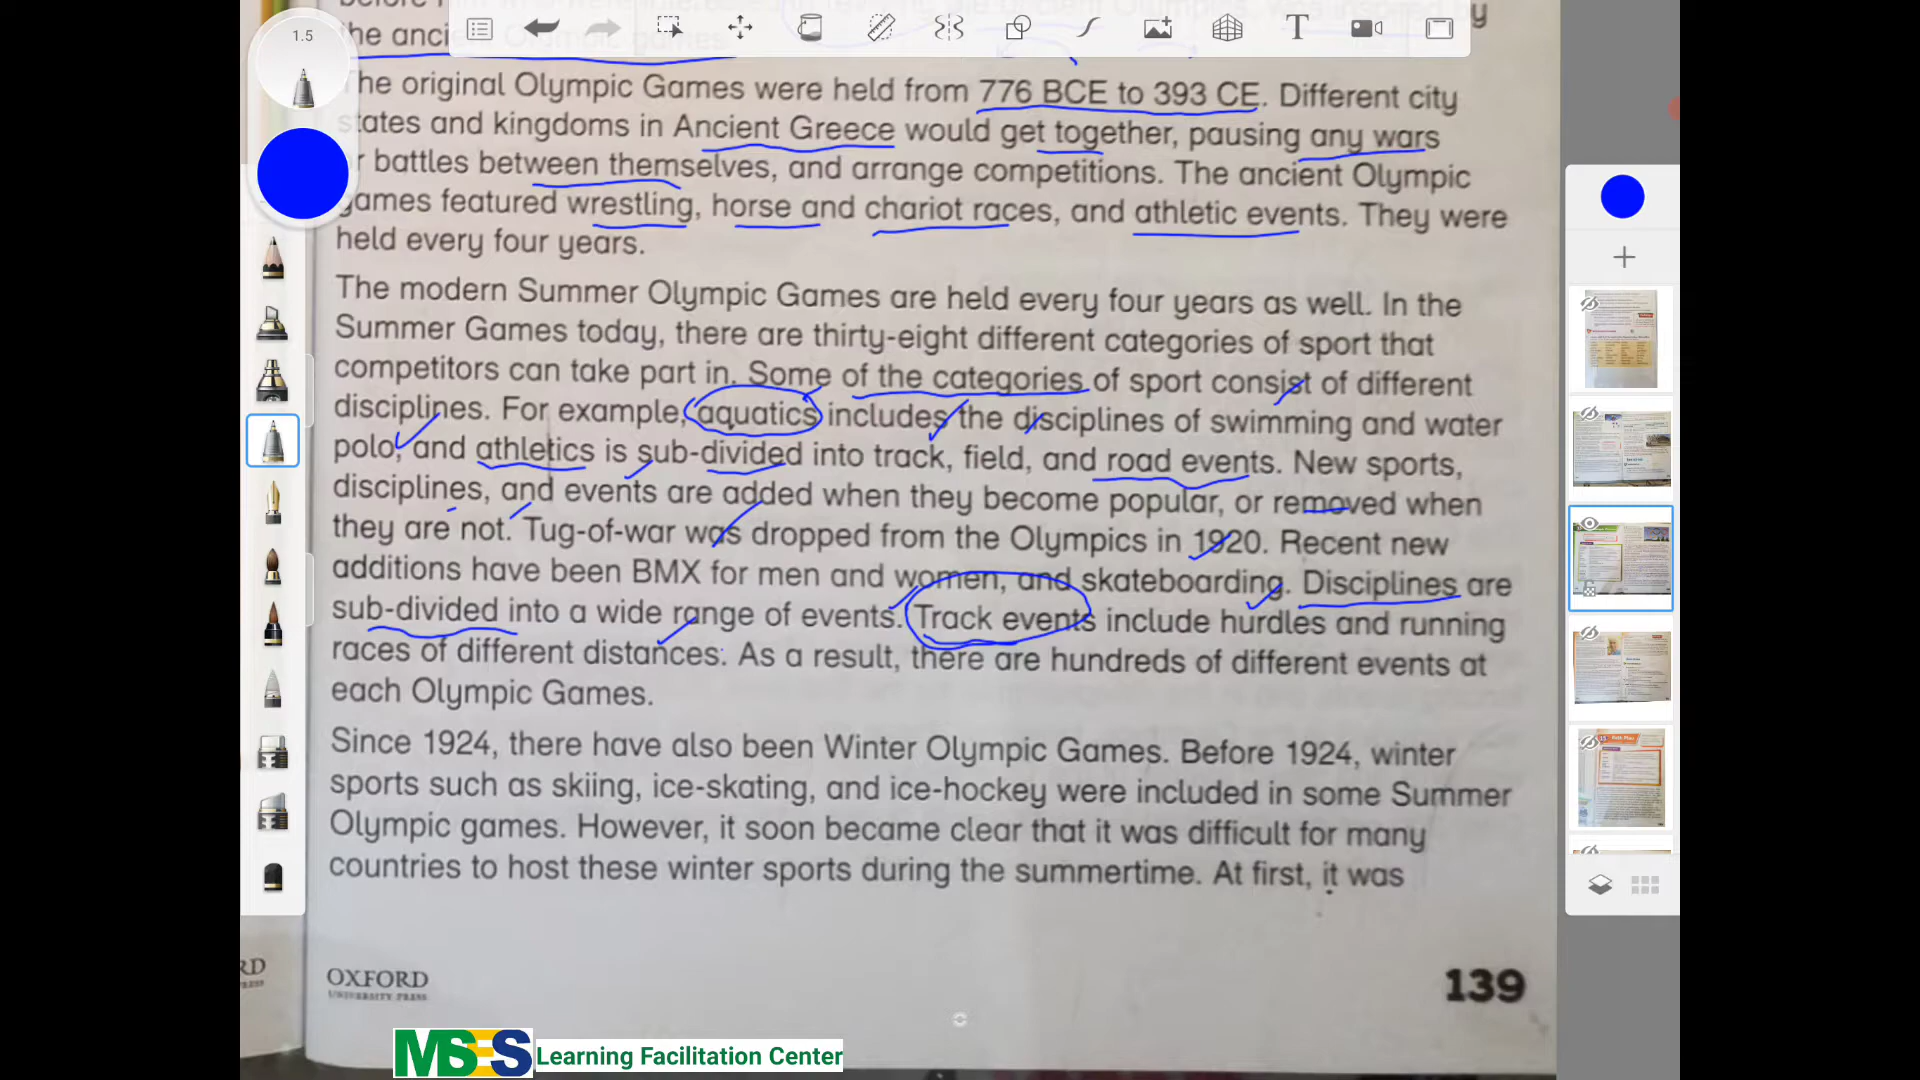 1.5
the ancient Olympic games.
The original Olympic Games were held from 776 BCE to 393 CE. Different city
states and kingdoms in Ancient Greece would get together, pausing any wars
or battles between themselves, and arrange competitions. The ancient Olympic
games featured wrestling, horse and chariot races, and athletic events. They were
held every four years.
The modern Summer Olympic Games are held every four years as well. In the
Summer Games today, there are thirty-eight different categories of sport that
competitors can take part in. Some of the categories of sport consist of different
disciplines. For example, aquatics includes the disciplines of swimming and water
polo, and athletics is sub-divided into track, field, and road events. New sports,
disciplines, and events are added when they become popular, or removed when
they are not. Tug-of-war was dropped from the Olympics in 1920. Recent new
additions have been BMX for men and women, and skateboarding. Disciplines are
sub-divided into a wide range of events. Track events include hurdles and running
races of different distances. As a result, there are hundreds of different events at
each Olympic Games.
Since 1924, there have also been Winter Olympic Games. Before 1924, winter
sports such as skiing, ice-skating, and ice-hockey were included in some Summer
Olympic games. However, it soon became clear that it was difficult for many
countries to host these winter sports during the summertime. At first, it was
OXFORD
UNIVERSITY PRESS
139
MSES Learning Facilitation Center